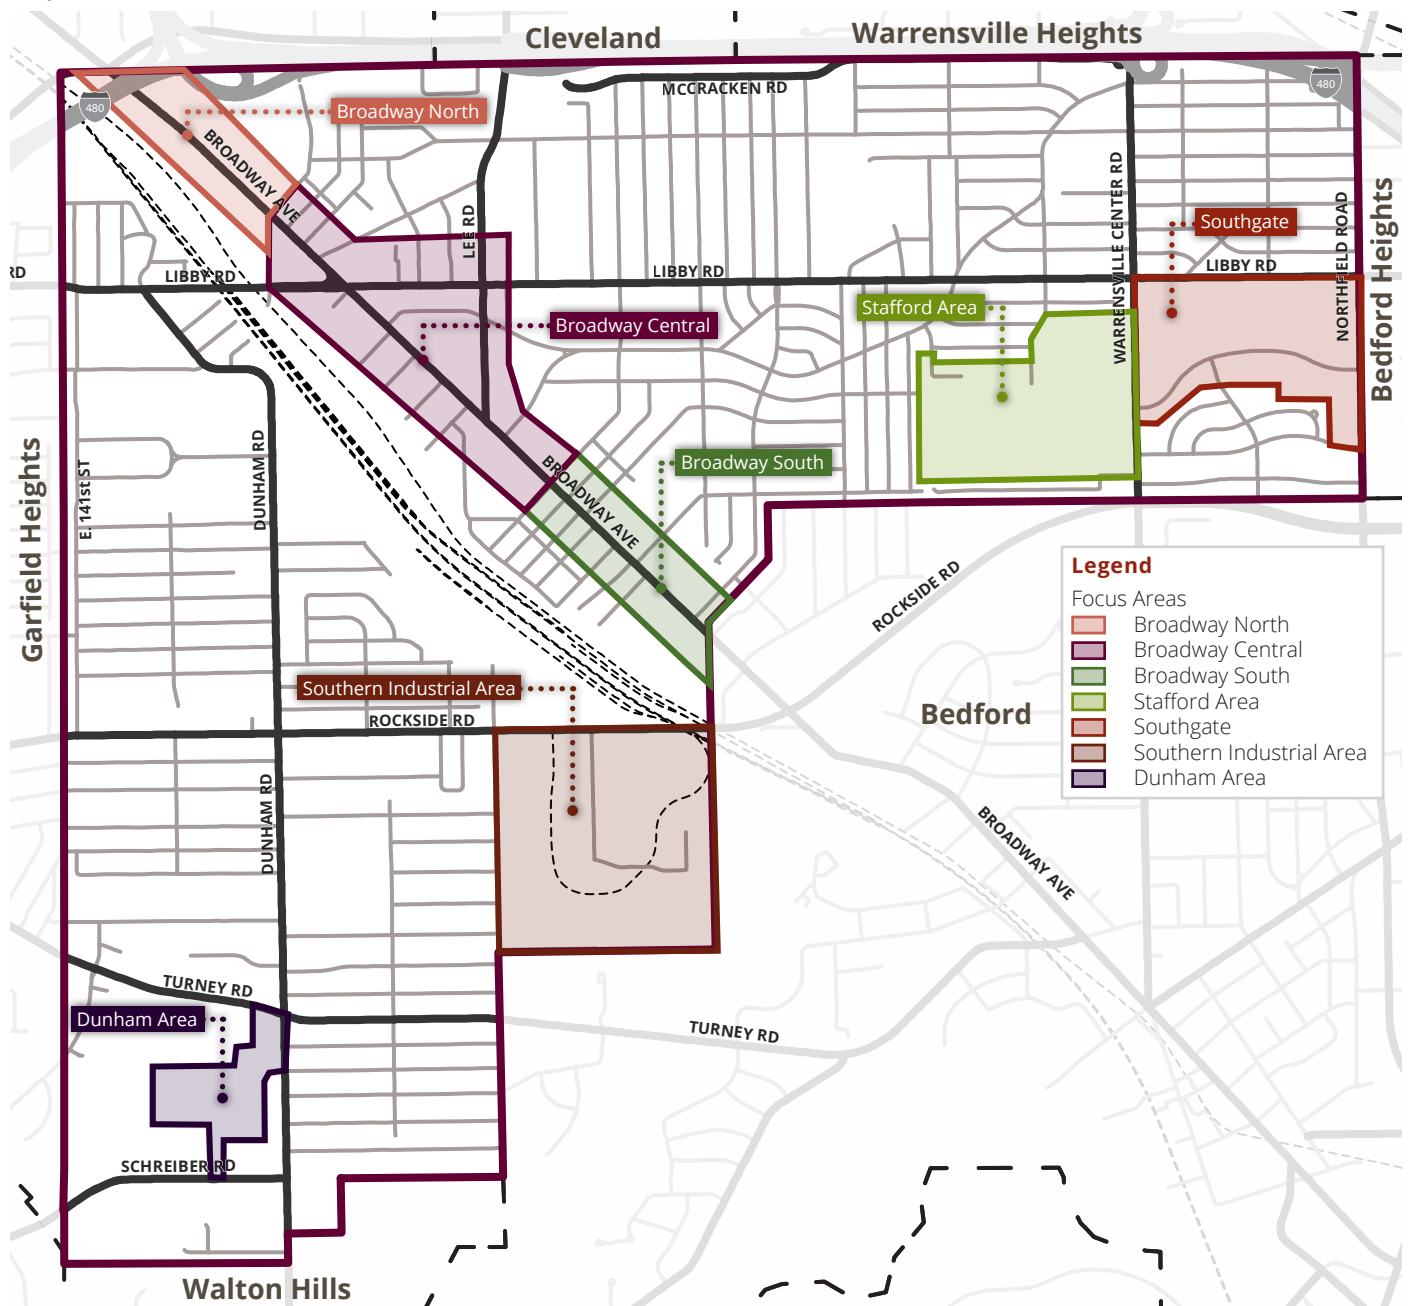 Cleveland
Warrensville Heights
480
480
MCCRACKEN RD
Broadway North
BROADWAY AVE
LEE RD
WARRENSVILLE CENTER RD
Southgate
NORTHFIELD ROAD
Bedford Heights
RD
LIBBY RD
LIBBY RD
LIBBY RD
Stafford Area
Broadway Central
Garfield Heights
E. 141st ST
DUNHAM RD
BROADWAY AVE
Broadway South
ROCKSIDE RD
Legend
Focus Areas
Broadway North
Broadway Central
Broadway South
Stafford Area
Southgate
Southern Industrial Area
Dunham Area
Southern Industrial Area
ROCKSIDE RD
Bedford
DUNHAM RD
BROADWAY AVE
TURNEY RD
Dunham Area
TURNEY RD
SCHREIBER RD
Walton Hills